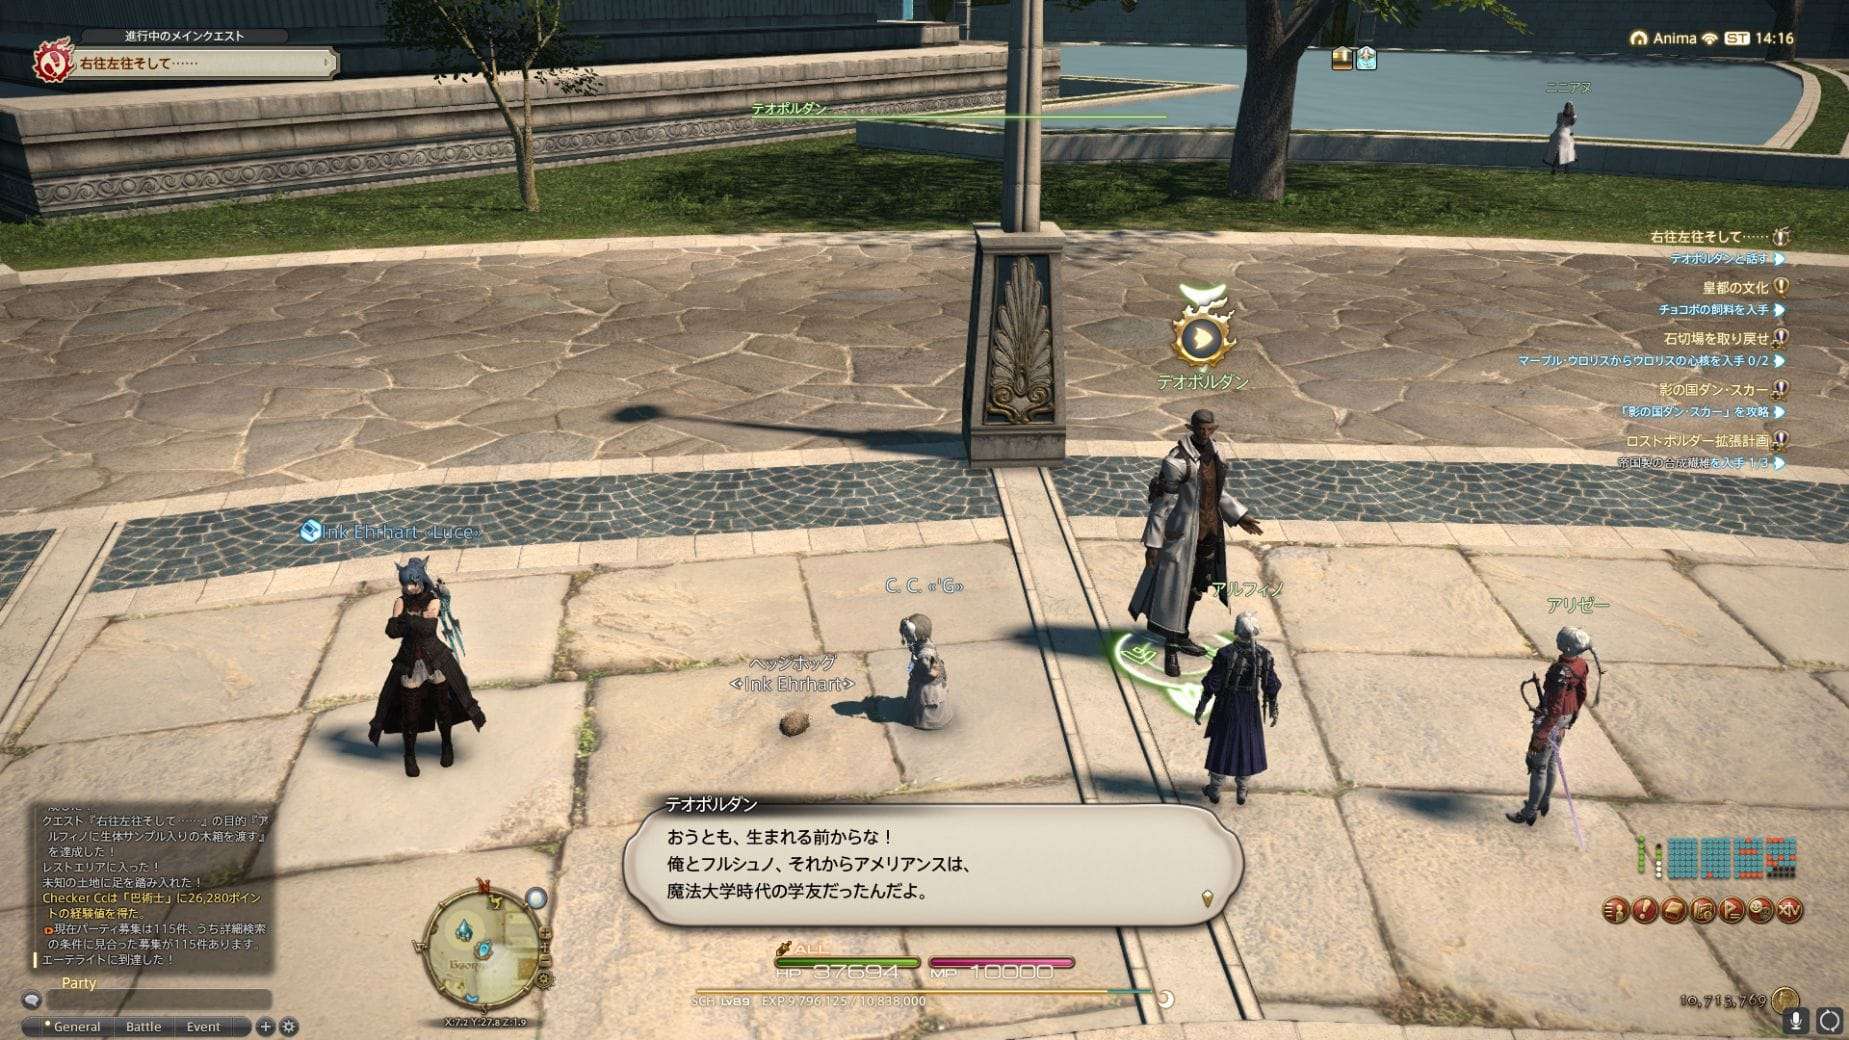 進行中のメインクエスト
右往左往そして……
Anima ST 14:16
テオポルダン
ニニアヌ
右往左往そして……
テオポルダンと話す
皇都の文化
チョコボの飼料を入手
石切場を取り戻せ
マーブル・ウロリスからウロリスの心核を入手 0/2
影の国ダン・スカー
「影の国ダン・スカー」を攻略
ロストボルダー拡張計画
帝国製の合成繊維を入手 1/3
テオポルダン
Ink Ehrhart «Luce»
C. C. «'G»
アルフィノ
アリゼー
ヘッジホッグ
<Ink Ehrhart>
テオポルダン
おうとも、生まれる前からな！
俺とフルシュノ、それからアメリアンスは、
魔法大学時代の学友だったんだよ。
クエスト『右往左往そして……』の目的『ア
ルフィノに生体サンプル入りの木箱を渡す』
を達成した！
レストエリアに入った！
未知の土地に足を踏み入れた！
Checker Ccは「巴術士」に26,280ポイン
トの経験値を得た。
現在パーティ募集は115件、うち詳細検索
の条件に見合った募集が115件あります。
エーテライトに到達した！
Party
General Battle Event
N
X:7.2 Y:27.8 Z:1.9
ALL
HP 37694 MP 10000
SCH Lv89 EXP 9,796,125/10,838,000
XIV
10,713,769